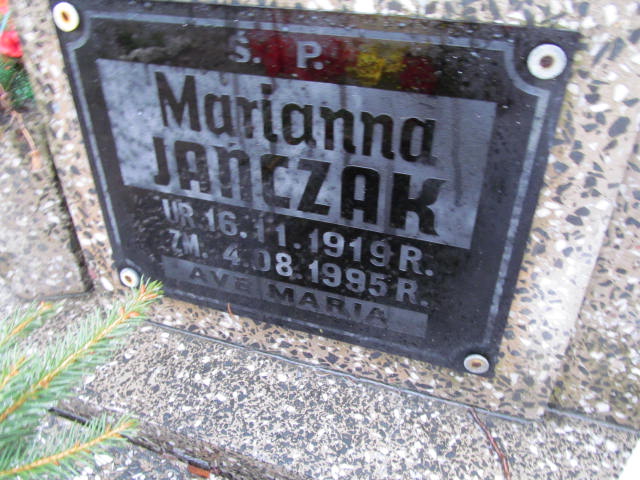 Ś. P.
Marianna
JAŃCZAK
UR 16.11.1919 R.
ZM. 4.08.1995 R.
AVE MARIA